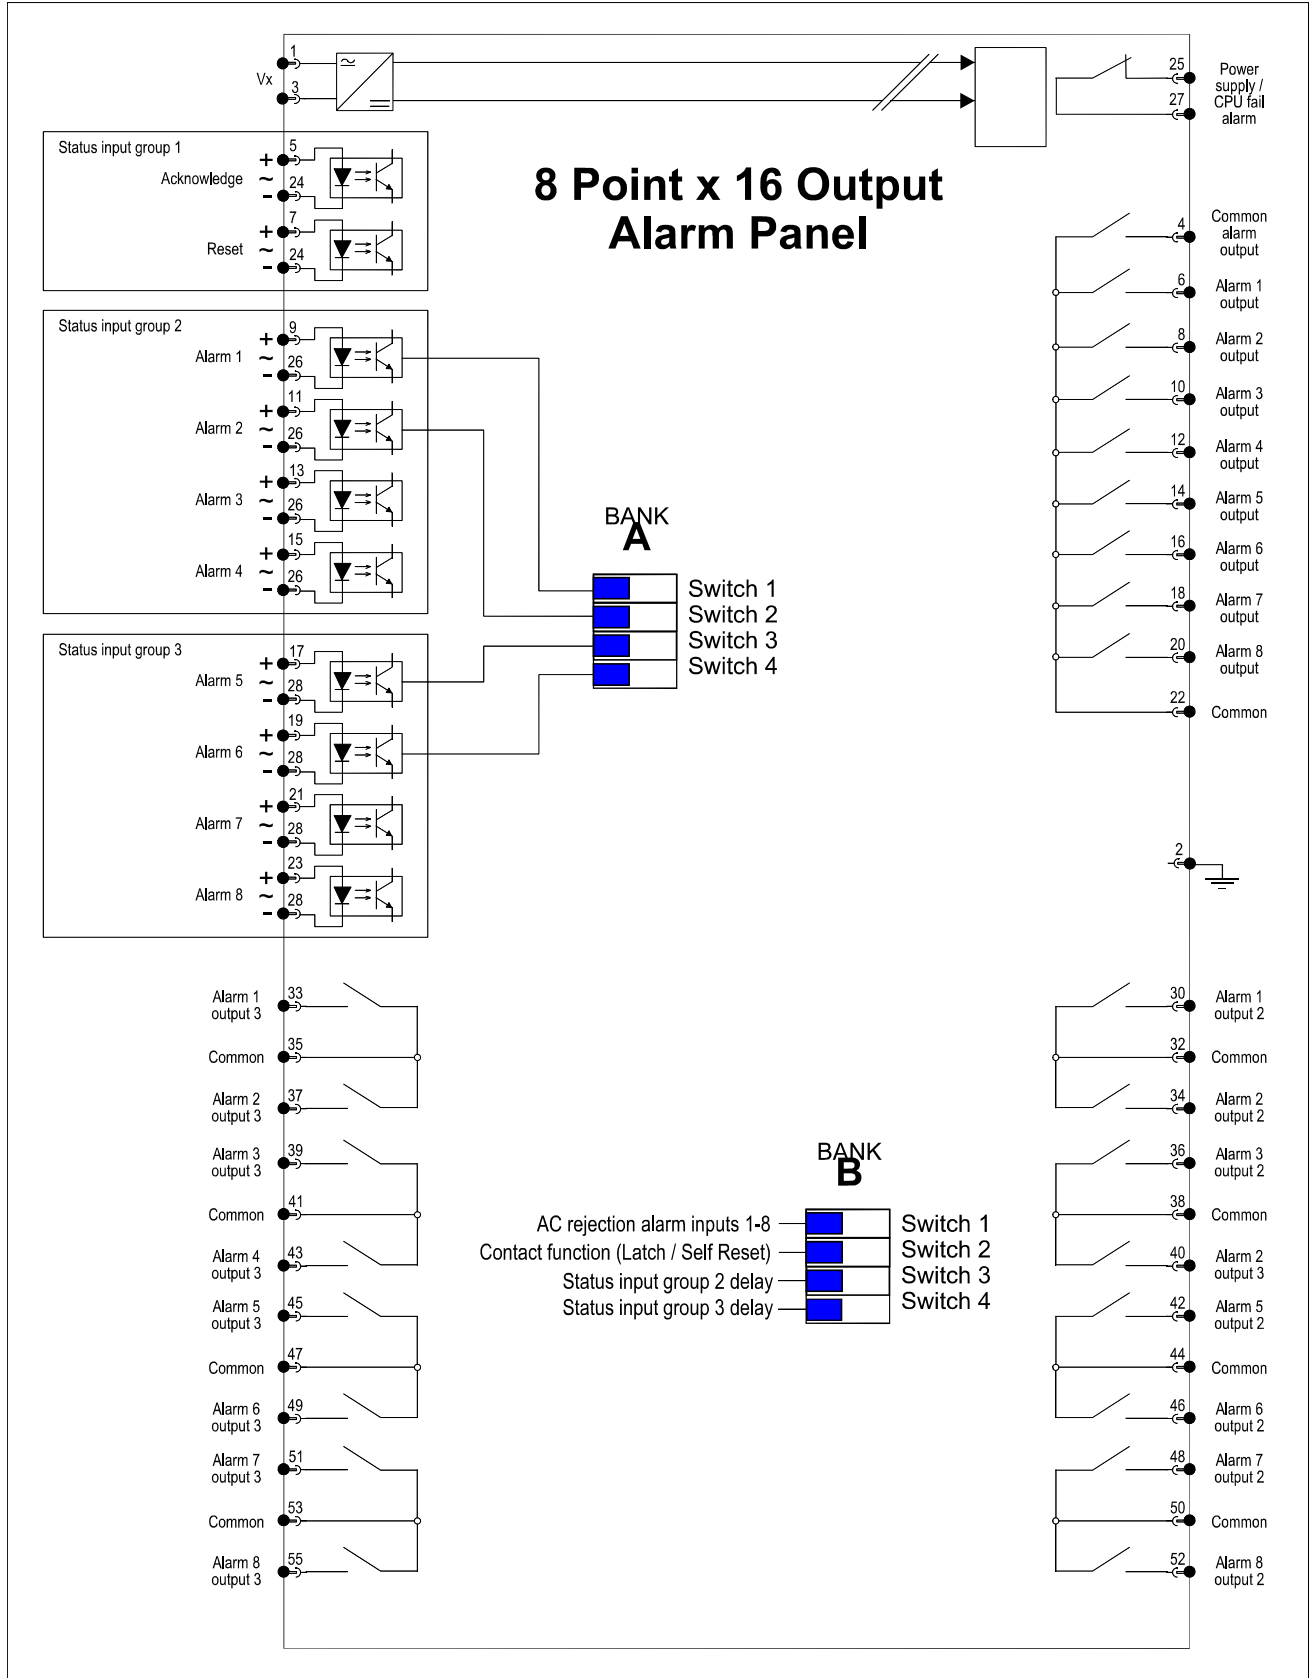 1
Vx
3
25
Power
supply /
CPU fail
alarm
27
8 Point x 16 Output
Alarm Panel
Status input group 1
+
5
Acknowledge
~
-
24
+
7
Reset
~
-
24
Status input group 2
+
9
Alarm 1
~
-
26
+
11
Alarm 2
~
-
26
+
13
Alarm 3
~
-
26
+
15
Alarm 4
~
-
26
Status input group 3
+
17
Alarm 5
~
-
28
+
19
Alarm 6
~
-
28
+
21
Alarm 7
~
-
28
+
23
Alarm 8
~
-
28
BANK
A
Switch 1
Switch 2
Switch 3
Switch 4
4
Common
alarm
output
6
Alarm 1
output
8
Alarm 2
output
10
Alarm 3
output
12
Alarm 4
output
14
Alarm 5
output
16
Alarm 6
output
18
Alarm 7
output
20
Alarm 8
output
22
Common
2
Alarm 1
output 3
33
Common
35
Alarm 2
output 3
37
Alarm 3
output 3
39
Common
41
Alarm 4
output 3
43
Alarm 5
output 3
45
Common
47
Alarm 6
output 3
49
Alarm 7
output 3
51
Common
53
Alarm 8
output 3
55
BANK
B
AC rejection alarm inputs 1-8
Switch 1
Contact function (Latch / Self Reset)
Switch 2
Status input group 2 delay
Switch 3
Status input group 3 delay
Switch 4
30
Alarm 1
output 2
32
Common
34
Alarm 2
output 2
36
Alarm 3
output 2
38
Common
40
Alarm 2
output 3
42
Alarm 5
output 2
44
Common
46
Alarm 6
output 2
48
Alarm 7
output 2
50
Common
52
Alarm 8
output 2